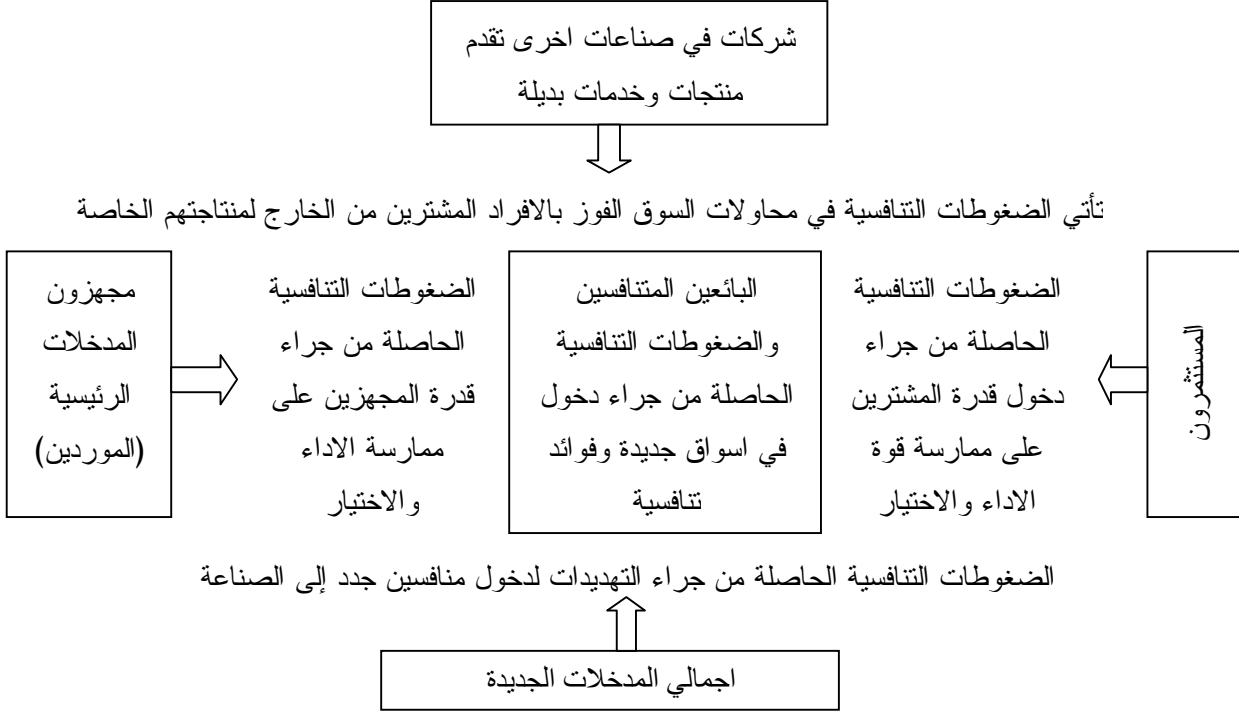 شركات في صناعات اخرى تقدم
منتجات وخدمات بديلة
تأتي الضغوطات التنافسية في محاولات السوق الفوز بالافراد المشترين من الخارج لمنتاجتهم الخاصة
المستثمرون
الضغوطات التنافسية
الحاصلة من جراء
دخول قدرة المشترين
على ممارسة قوة
الاداء والاختيار
البائعين المتنافسين
والضغوطات التنافسية
الحاصلة من جراء دخول
في اسواق جديدة وفوائد
تنافسية
الضغوطات التنافسية
الحاصلة من جراء
قدرة المجهزين على
ممارسة الاداء
والاختيار
مجهزون
المدخلات
الرئيسية
(الموردين)
الضغوطات التنافسية الحاصلة من جراء التهديدات لدخول منافسين جدد إلى الصناعة
اجمالي المدخلات الجديدة